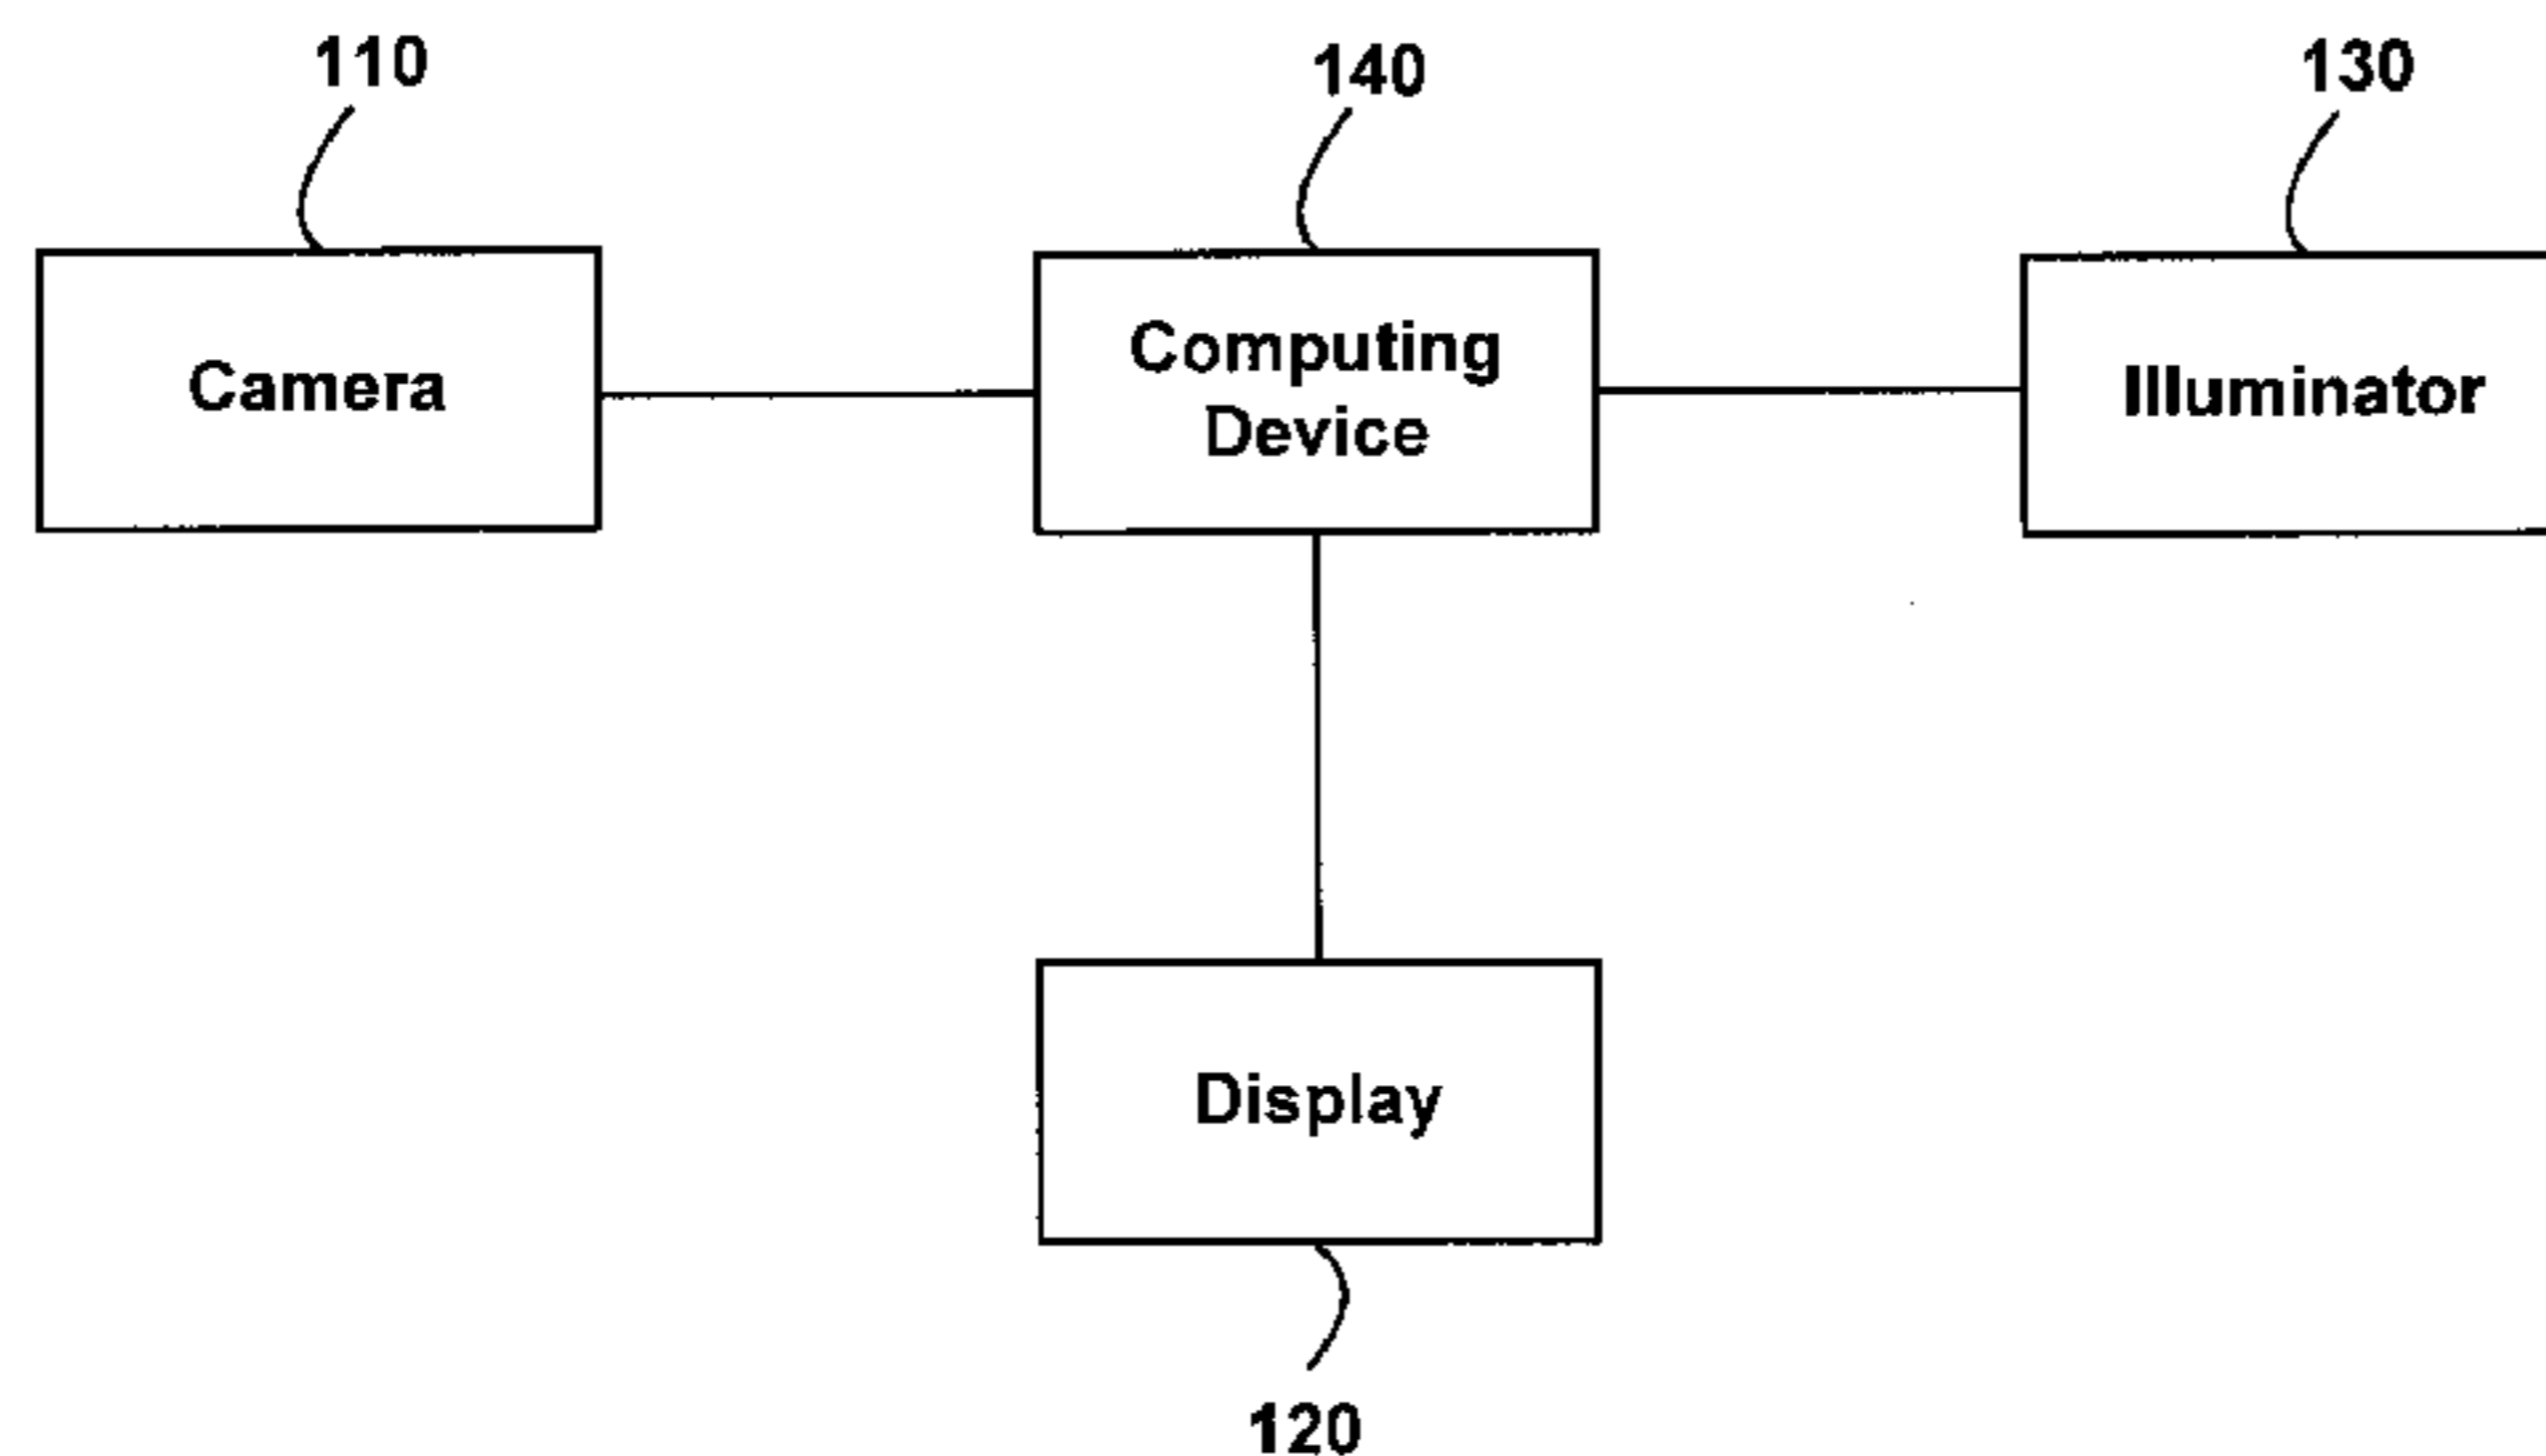 110
140
130
Camera
Computing
Device
Illuminator
Display
120